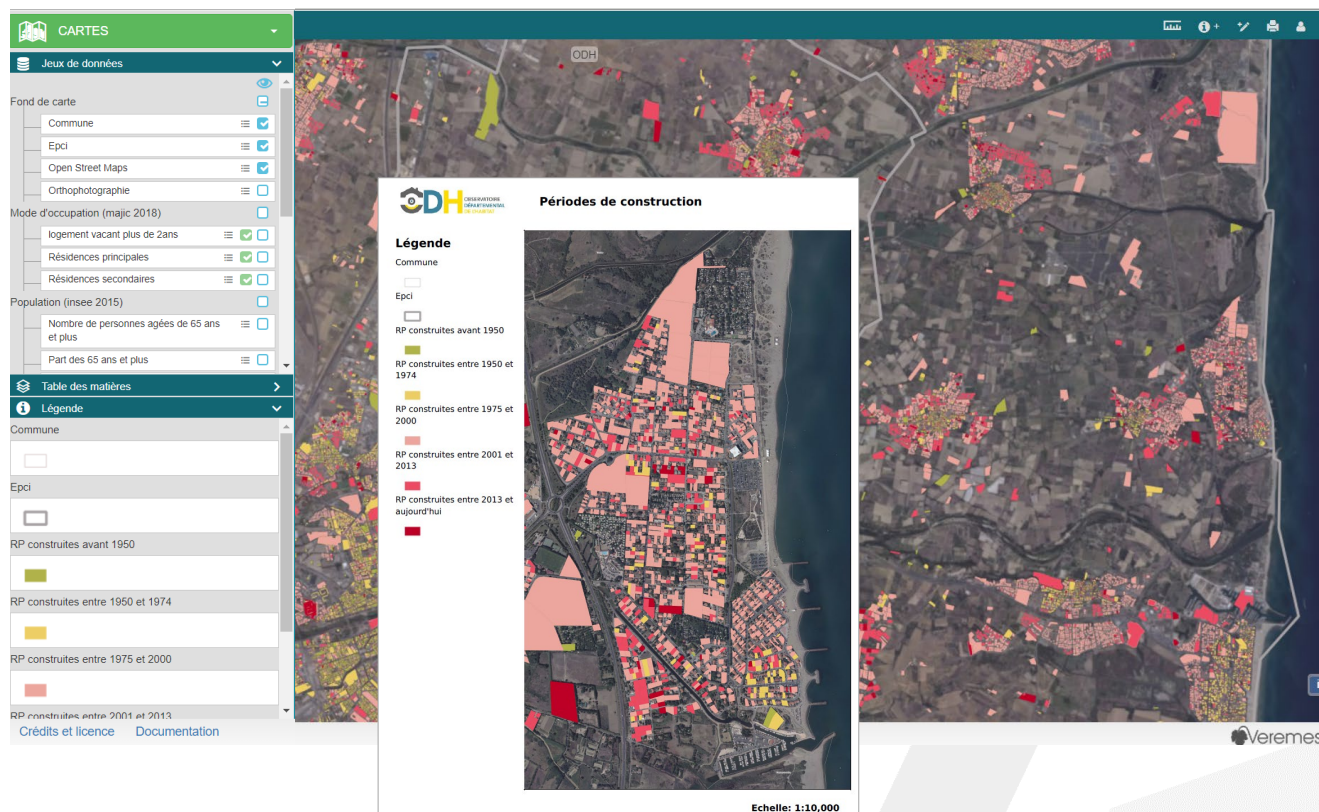 CARTES
Jeux de données
Fond de carte
Commune
Epci
Open Street Maps
Orthophotographie
Mode d'occupation (majic 2018)
logement vacant plus de 2ans
Résidences principales
Résidences secondaires
Population (insee 2015)
Nombre de personnes agées de 65 ans
et plus
Part des 65 ans et plus
Table des matières
Légende
Commune
Epci
RP construites avant 1950
RP construites entre 1950 et 1974
RP construites entre 1975 et 2000
RP construites entre 2001 et 2013
Crédits et licence Documentation
ODH
ODH
OBSERVATOIRE
DÉPARTEMENTAL
DE L'HABITAT
Périodes de construction
Légende
Commune
Epci
RP construites avant 1950
RP construites entre 1950 et
1974
RP construites entre 1975 et
2000
RP construites entre 2001 et
2013
RP construites entre 2013 et
aujourd'hui
Echelle: 1:10,000
Veremes